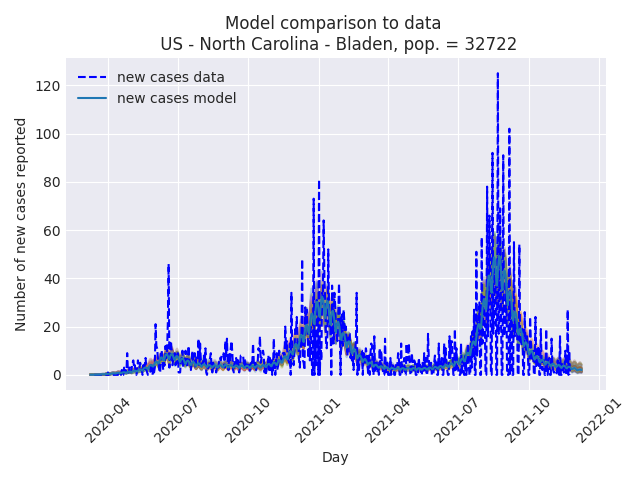 Model comparison to data
US - North Carolina - Bladen, pop. = 32722
new cases data
new cases model
Number of new cases reported
120
100
80
60
40
20
0
2020-04
2020-07
2020-10
2021-01
2021-04
2021-07
2021-10
2022-01
Day